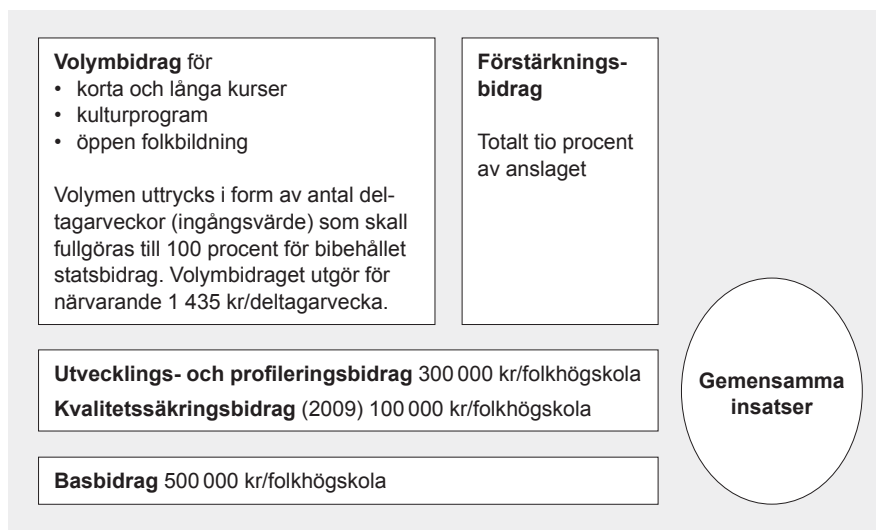 Volymbidrag för
• korta och långa kurser
• kulturprogram
• öppen folkbildning
Volymen uttrycks i form av antal del-
tagarveckor (ingångsvärde) som skall
fullgöras till 100 procent för bibehållet
statsbidrag. Volymbidraget utgör för
närvarande 1 435 kr/deltagarvecka.
Förstärknings-
bidrag
Totalt tio procent
av anslaget
Utvecklings- och profileringsbidrag 300 000 kr/folkhögskola
Kvalitetssäkringsbidrag (2009) 100 000 kr/folkhögskola
Basbidrag 500 000 kr/folkhögskola
Gemensamma
insatser